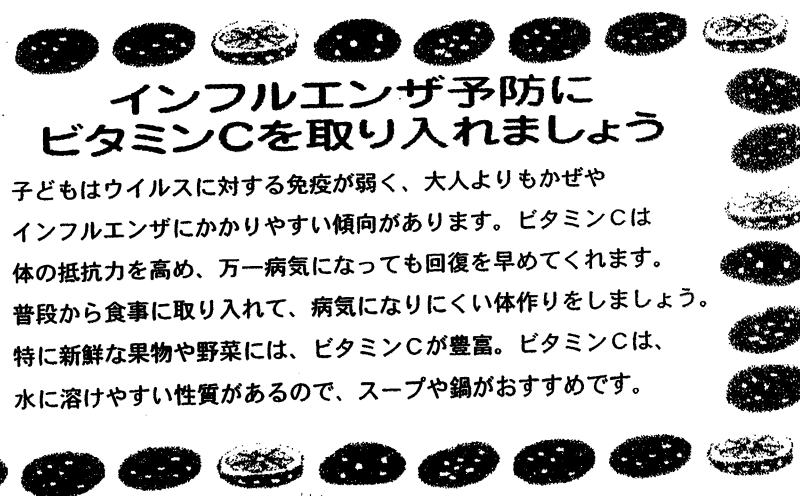 インフルエンザ予防に
ビタミンCを取り入れましょう
子どもはウイルスに対する免疫が弱く、大人よりもかぜや
インフルエンザにかかりやすい傾向があります。ビタミンCは
体の抵抗力を高め、万一病気になっても回復を早めてくれます。
普段から食事に取り入れて、病気になりにくい体作りをしましょう。
特に新鮮な果物や野菜には、ビタミンCが豊富。ビタミンCは、
水に溶けやすい性質があるので、スープや鍋がおすすめです。